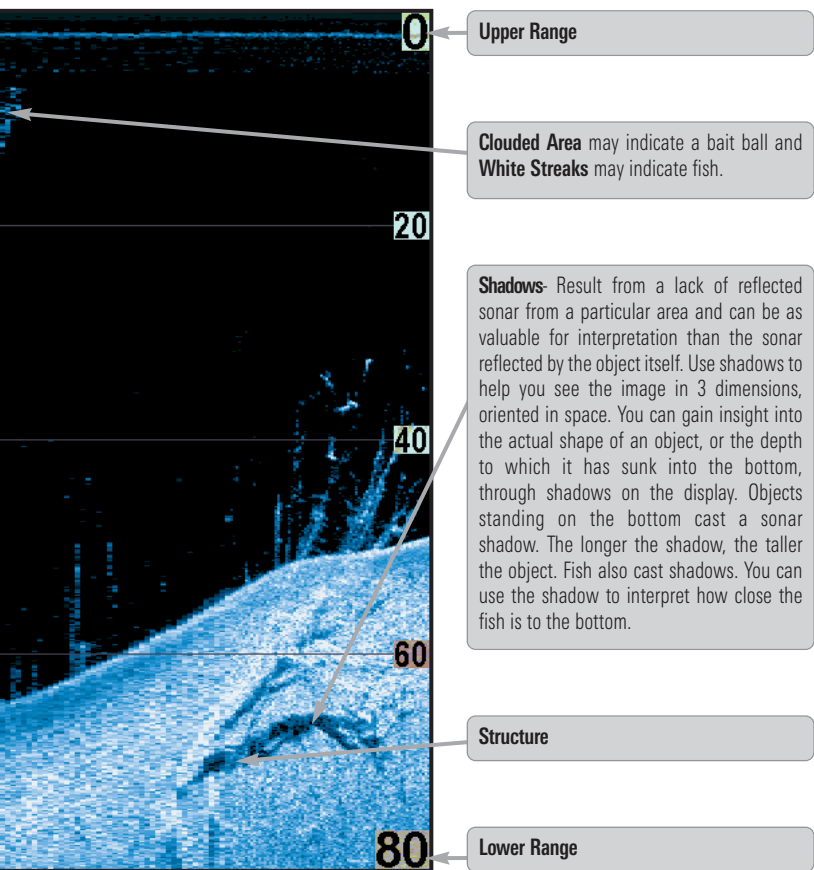 0
Upper Range
Clouded Area may indicate a bait ball and
White Streaks may indicate fish.
20
Shadows- Result from a lack of reflected
sonar from a particular area and can be as
valuable for interpretation than the sonar
reflected by the object itself. Use shadows to
help you see the image in 3 dimensions,
oriented in space. You can gain insight into
the actual shape of an object, or the depth
to which it has sunk into the bottom,
through shadows on the display. Objects
standing on the bottom cast a sonar
shadow. The longer the shadow, the taller
the object. Fish also cast shadows. You can
use the shadow to interpret how close the
fish is to the bottom.
40
60
Structure
80
Lower Range